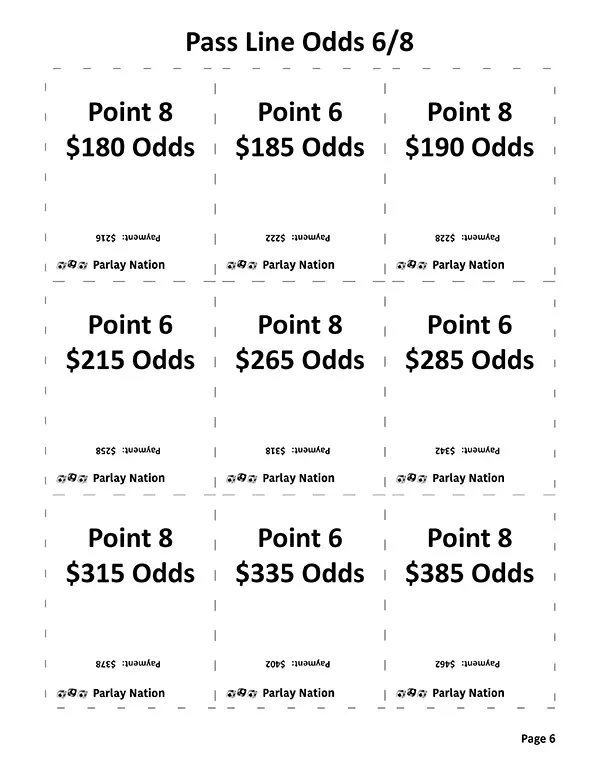 Pass Line Odds 6/8
Point 8
$180 Odds
Payment: $216
Parlay Nation
Point 6
$185 Odds
Payment: $222
Parlay Nation
Point 8
$190 Odds
Payment: $228
Parlay Nation
Point 6
$215 Odds
Payment: $258
Parlay Nation
Point 8
$265 Odds
Payment: $318
Parlay Nation
Point 6
$285 Odds
Payment: $342
Parlay Nation
Point 8
$315 Odds
Payment: $378
Parlay Nation
Point 6
$335 Odds
Payment: $402
Parlay Nation
Point 8
$385 Odds
Payment: $462
Parlay Nation
Page 6